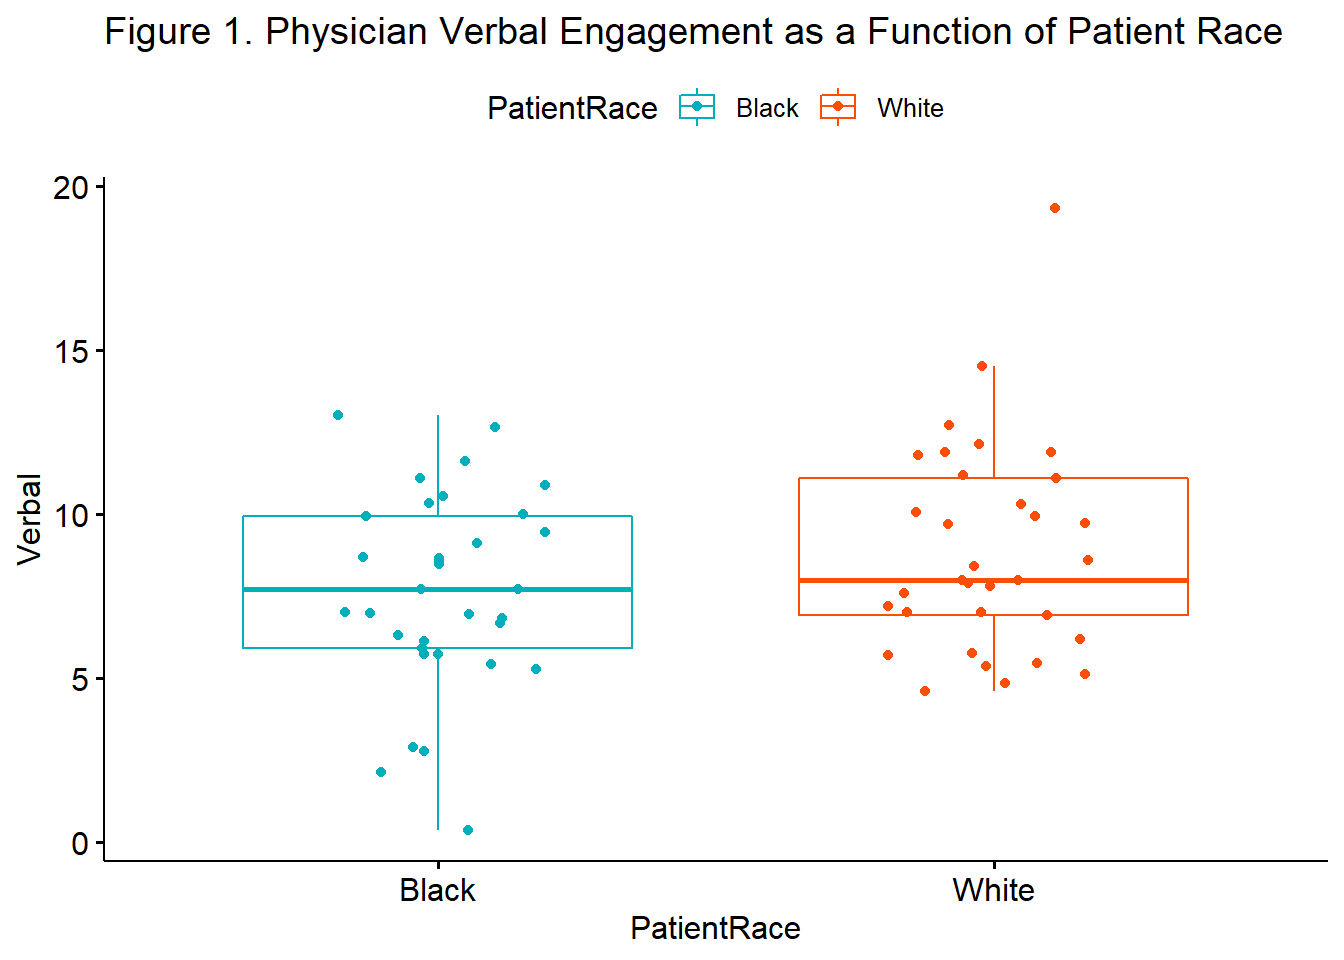 Figure 1. Physician Verbal Engagement as a Function of Patient Race
PatientRace Black White
20
15
10
5
0
Verbal
Black White
PatientRace